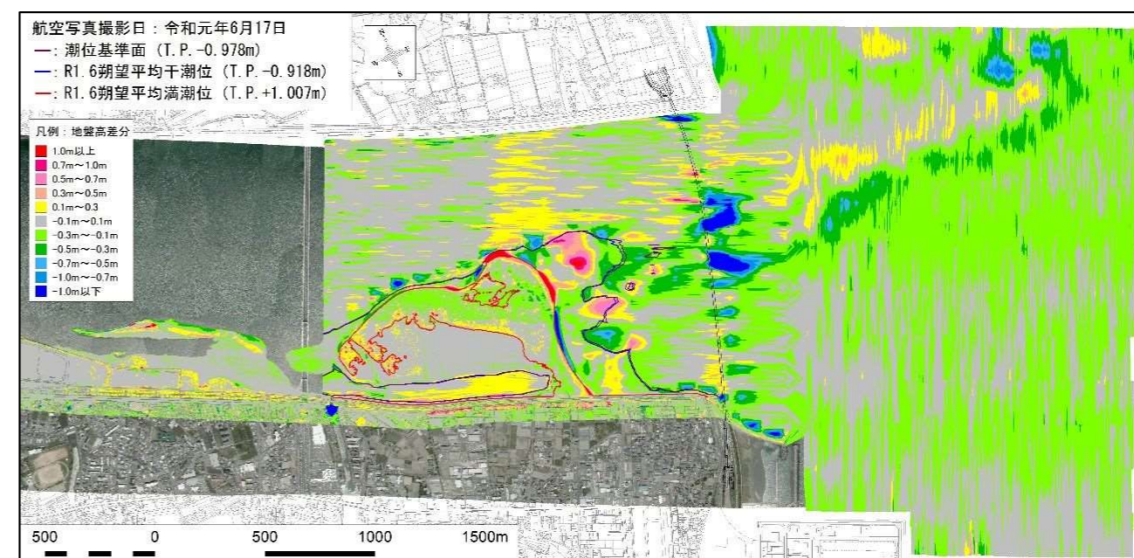 航空写真撮影日：令和元年6月17日
―: 潮位基準面（T.P.-0.978m）
―: R1.6朔望平均干潮位（T.P.-0.918m）
―: R1.6朔望平均満潮位（T.P.+1.007m）
凡例：地盤高差分
1.0m以上
0.7m～1.0m
0.5m～0.7m
0.3m～0.5m
0.1m～0.3
-0.1m～0.1m
-0.3m～-0.1m
-0.5m～-0.3m
-0.7m～-0.5m
-1.0m～-0.7m
-1.0m以下
500 0 500 1000 1500m